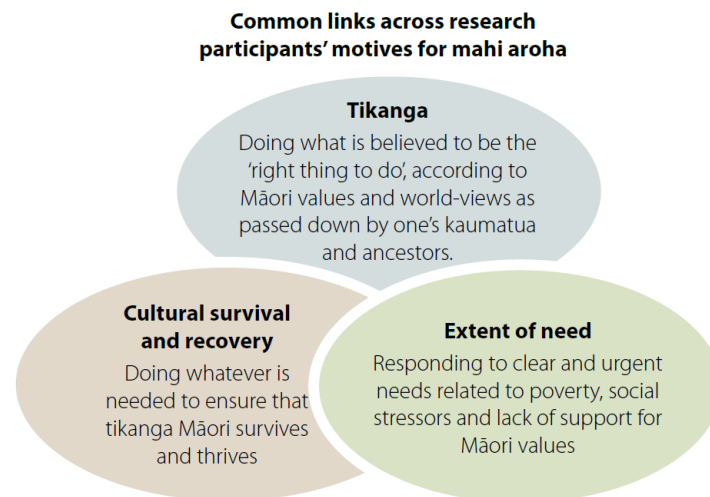 Common links across research
participants’ motives for mahi aroha
Tikanga
Doing what is believed to be the
‘right thing to do’, according to
Māori values and world-views as
passed down by one’s kaumatua
and ancestors.
Cultural survival
and recovery
Doing whatever is
needed to ensure that
tikanga Māori survives
and thrives
Extent of need
Responding to clear and urgent
needs related to poverty, social
stressors and lack of support for
Māori values